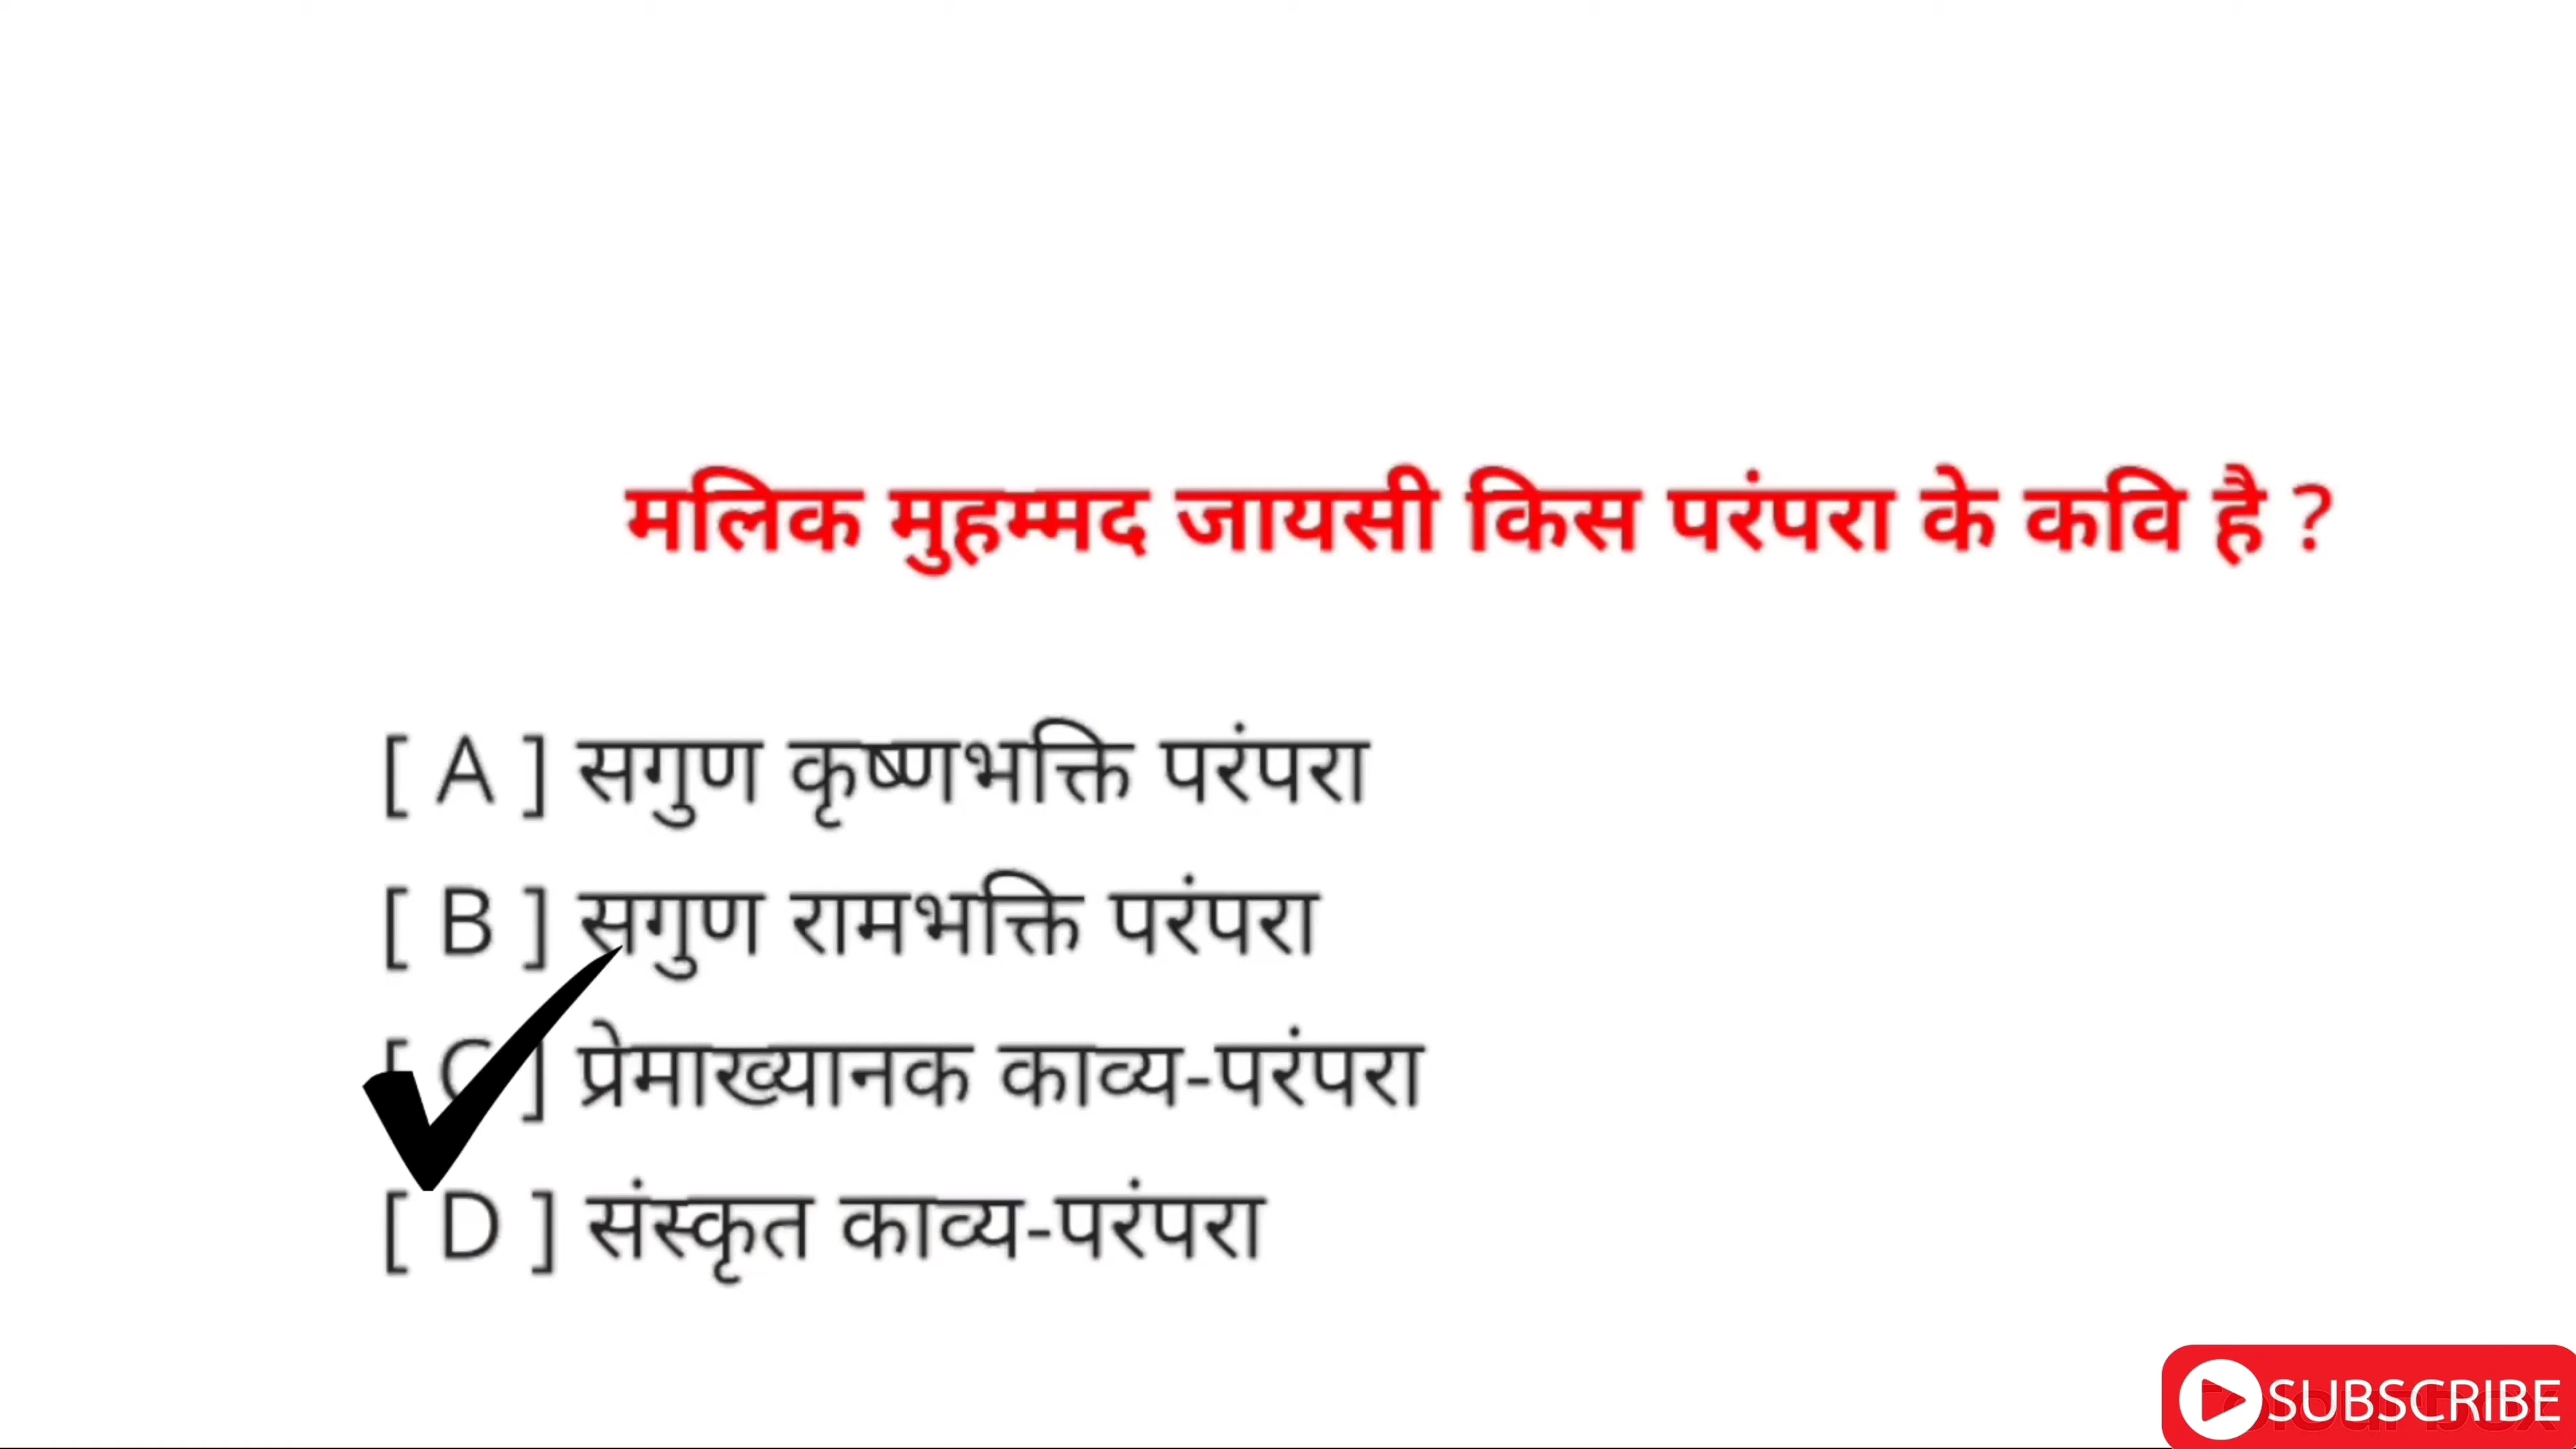 मलिक मुहम्मद जायसी किस परंपरा के कवि है ?
[ A ] सगुण कृष्णभक्ति परंपरा
[ B ] सगुण रामभक्ति परंपरा
[ C ] प्रेमाख्यानक काव्य-परंपरा
[ D ] संस्कृत काव्य-परंपरा
SUBSCRIBE